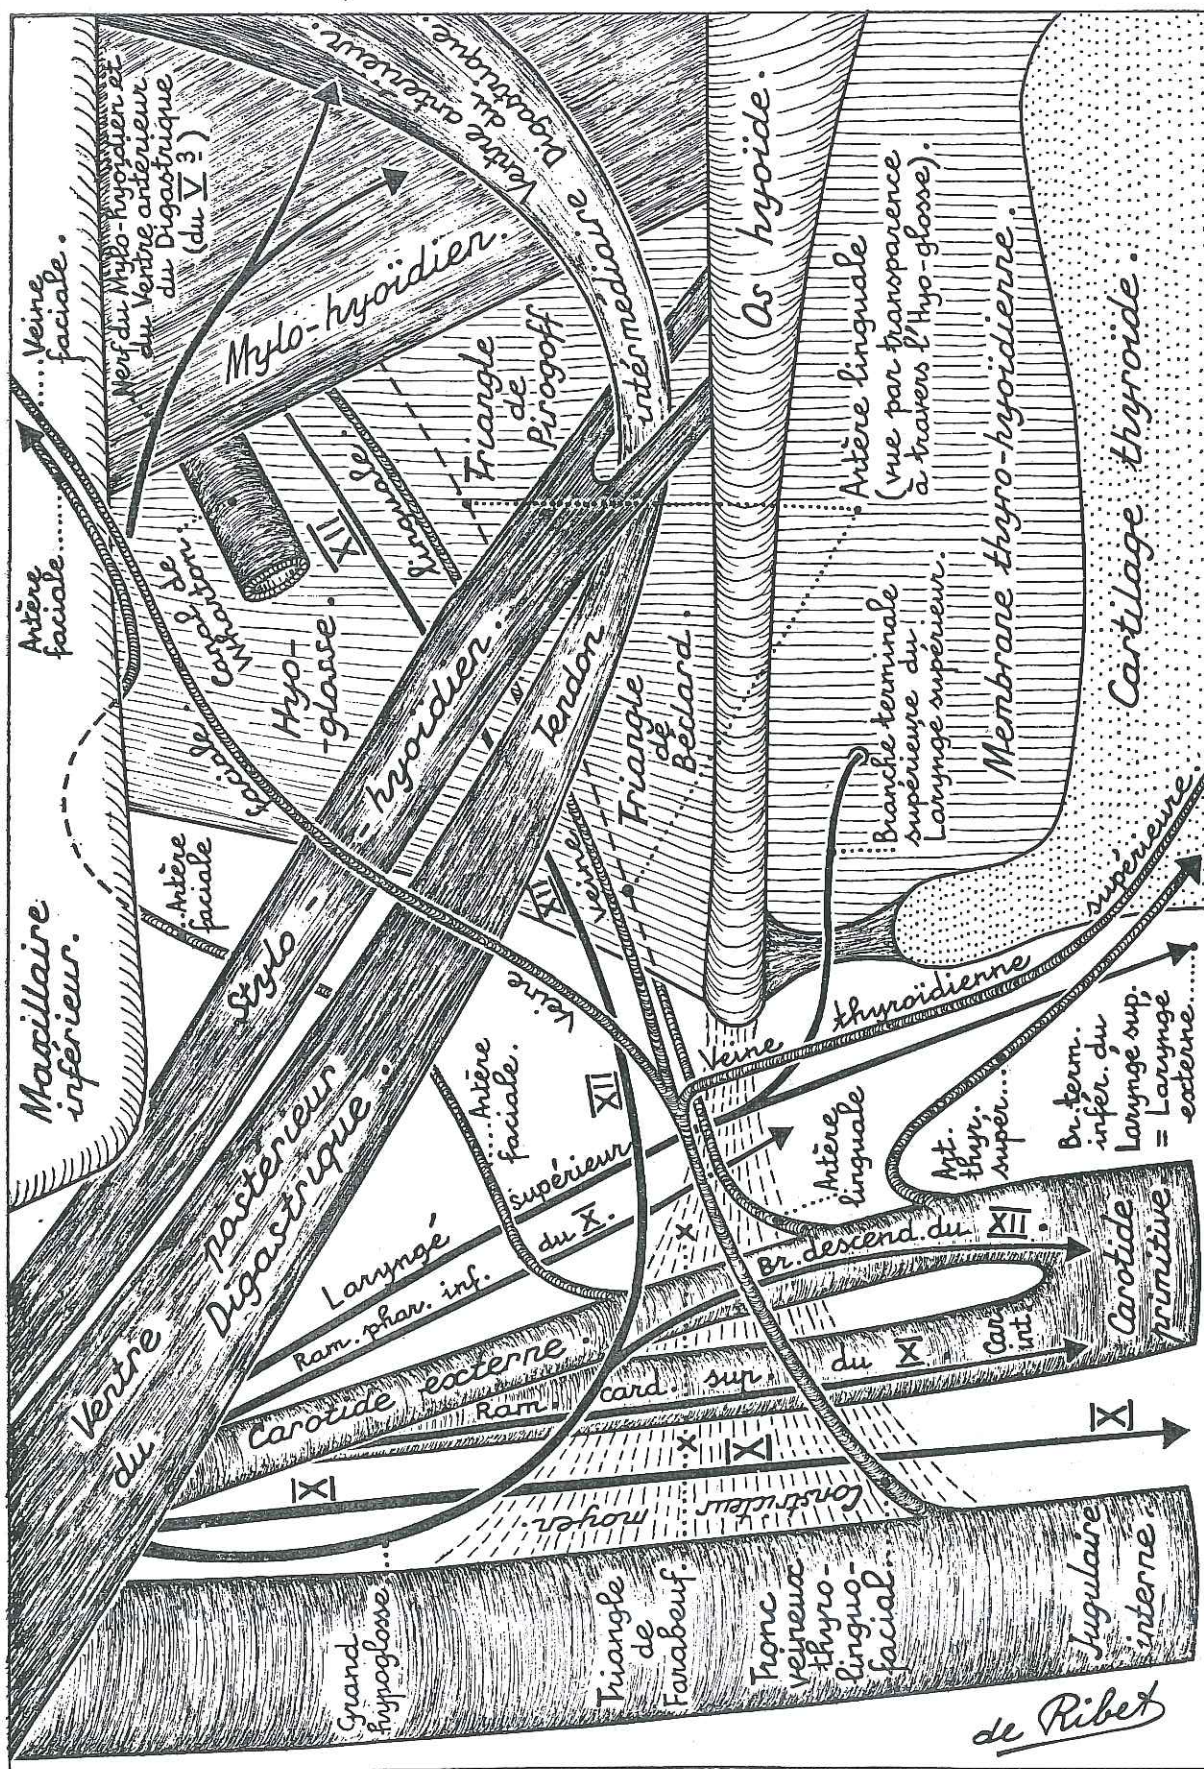 Maxillaire
inférieur.
Artère
faciale......
......Veine
faciale.
Nerf du Mylo-hyoïdien et
du Ventre antérieur
du Digastrique
(du V 3)
Ventre antérieur
du
Digastrique
Mylo-hyoïdien.
Canal de
Whorton...
Hyo-
-glosse.
XII
linguale.
Triangle
de
Pirogoff
intermédiaire
Tendon
Os hyoïde.
Artère linguale
(vue par transparence
à travers l'Hyo-glosse).
Membrane thyro-hyoïdienne.
Cartilage thyroïde.
Branche terminale
supérieure du
Laryngé supérieur.
Triangle
de
Béclard.
Stylo -
- hyoïdien.
Veine
faciale.
...Artère
faciale
XII
Veine
Ventre postérieur
du Digastrique.
...Artère
faciale.
XII
Laryngé supérieur
Ram. phar. inf. du X.
Veine thyroïdienne supérieure.
Artère
linguale
Art.
thyr.
supér....
Br. term.
infér. du
Laryngé sup.
= Laryngé
externe...
Carotide externe.
Br. descend. du XII.
Ram. card. sup. du X
Car.
int.
Carotide
primitive
X
X
X
x
x
Constricteur
moyen.
Grand
hypoglosse...
Triangle
de
Farabeuf.
Tronc
veineux
thyro-
linguo-
facial....
Jugulaire
interne.
de Ribet